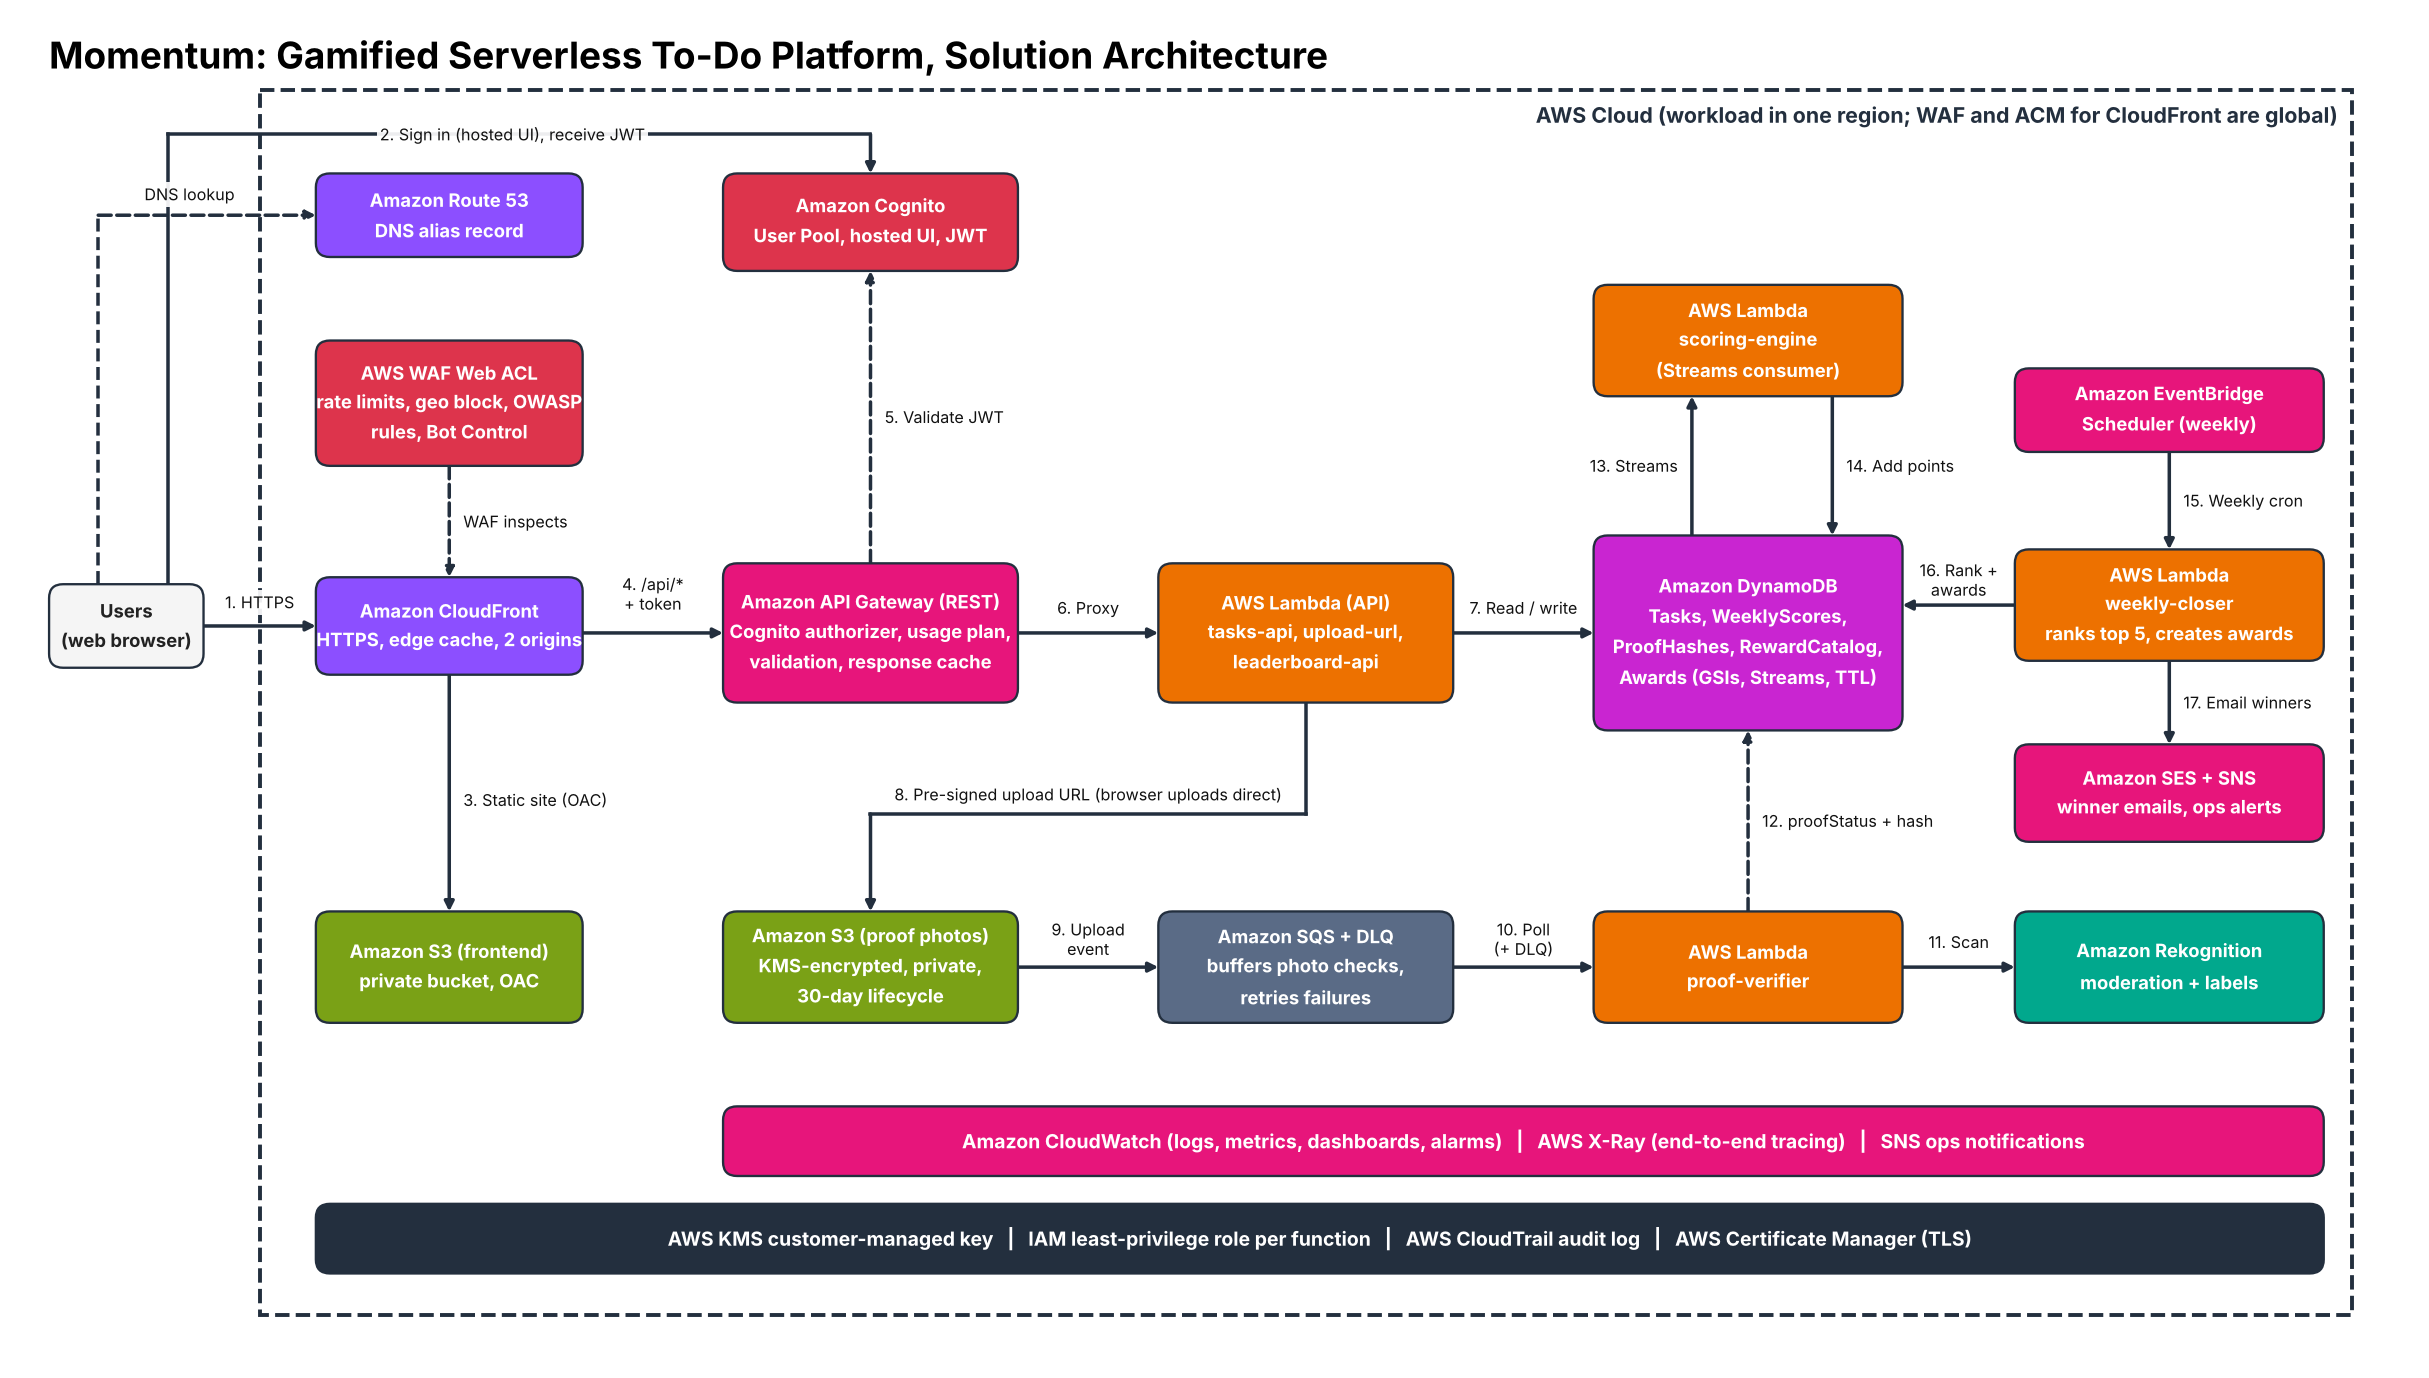 Momentum: Gamified Serverless To-Do Platform, Solution Architecture
AWS Cloud (workload in one region; WAF and ACM for CloudFront are global)
2. Sign in (hosted UI), receive JWT
DNS lookup
Amazon Route 53
DNS alias record
Amazon Cognito
User Pool, hosted UI, JWT
AWS Lambda
scoring-engine
(Streams consumer)
AWS WAF Web ACL
rate limits, geo block, OWASP
rules, Bot Control
Amazon EventBridge
Scheduler (weekly)
5. Validate JWT
13. Streams
14. Add points
15. Weekly cron
WAF inspects
Users
(web browser)
1. HTTPS
Amazon CloudFront
HTTPS, edge cache, 2 origins
4. /api/*
+ token
Amazon API Gateway (REST)
Cognito authorizer, usage plan,
validation, response cache
6. Proxy
AWS Lambda (API)
tasks-api, upload-url,
leaderboard-api
7. Read / write
Amazon DynamoDB
Tasks, WeeklyScores,
ProofHashes, RewardCatalog,
Awards (GSIs, Streams, TTL)
16. Rank +
awards
AWS Lambda
weekly-closer
ranks top 5, creates awards
17. Email winners
Amazon SES + SNS
winner emails, ops alerts
3. Static site (OAC)
8. Pre-signed upload URL (browser uploads direct)
12. proofStatus + hash
Amazon S3 (frontend)
private bucket, OAC
Amazon S3 (proof photos)
KMS-encrypted, private,
30-day lifecycle
9. Upload
event
Amazon SQS + DLQ
buffers photo checks,
retries failures
10. Poll
(+ DLQ)
AWS Lambda
proof-verifier
11. Scan
Amazon Rekognition
moderation + labels
Amazon CloudWatch (logs, metrics, dashboards, alarms) | AWS X-Ray (end-to-end tracing) | SNS ops notifications
AWS KMS customer-managed key | IAM least-privilege role per function | AWS CloudTrail audit log | AWS Certificate Manager (TLS)